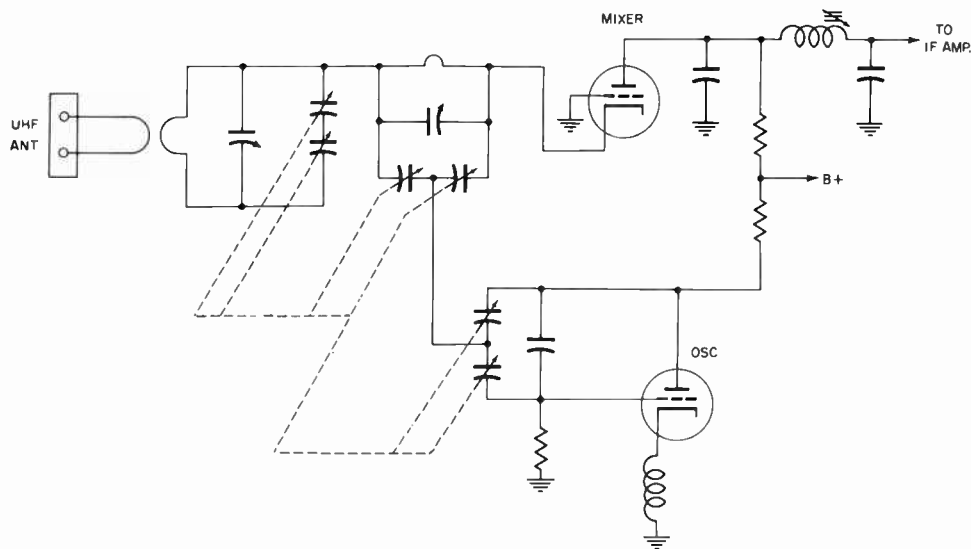 MIXER
TO
IF AMP.
UHF
ANT
B+
OSC